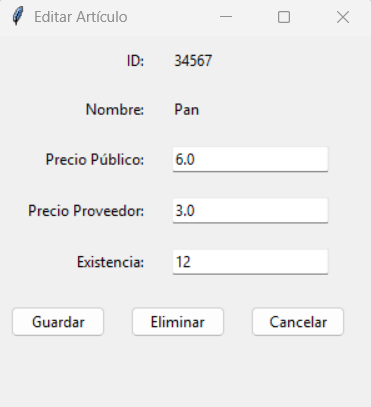 Editar Artículo
ID: 34567
Nombre: Pan
Precio Público: 6.0
Precio Proveedor: 3.0
Existencia: 12
Guardar Eliminar Cancelar